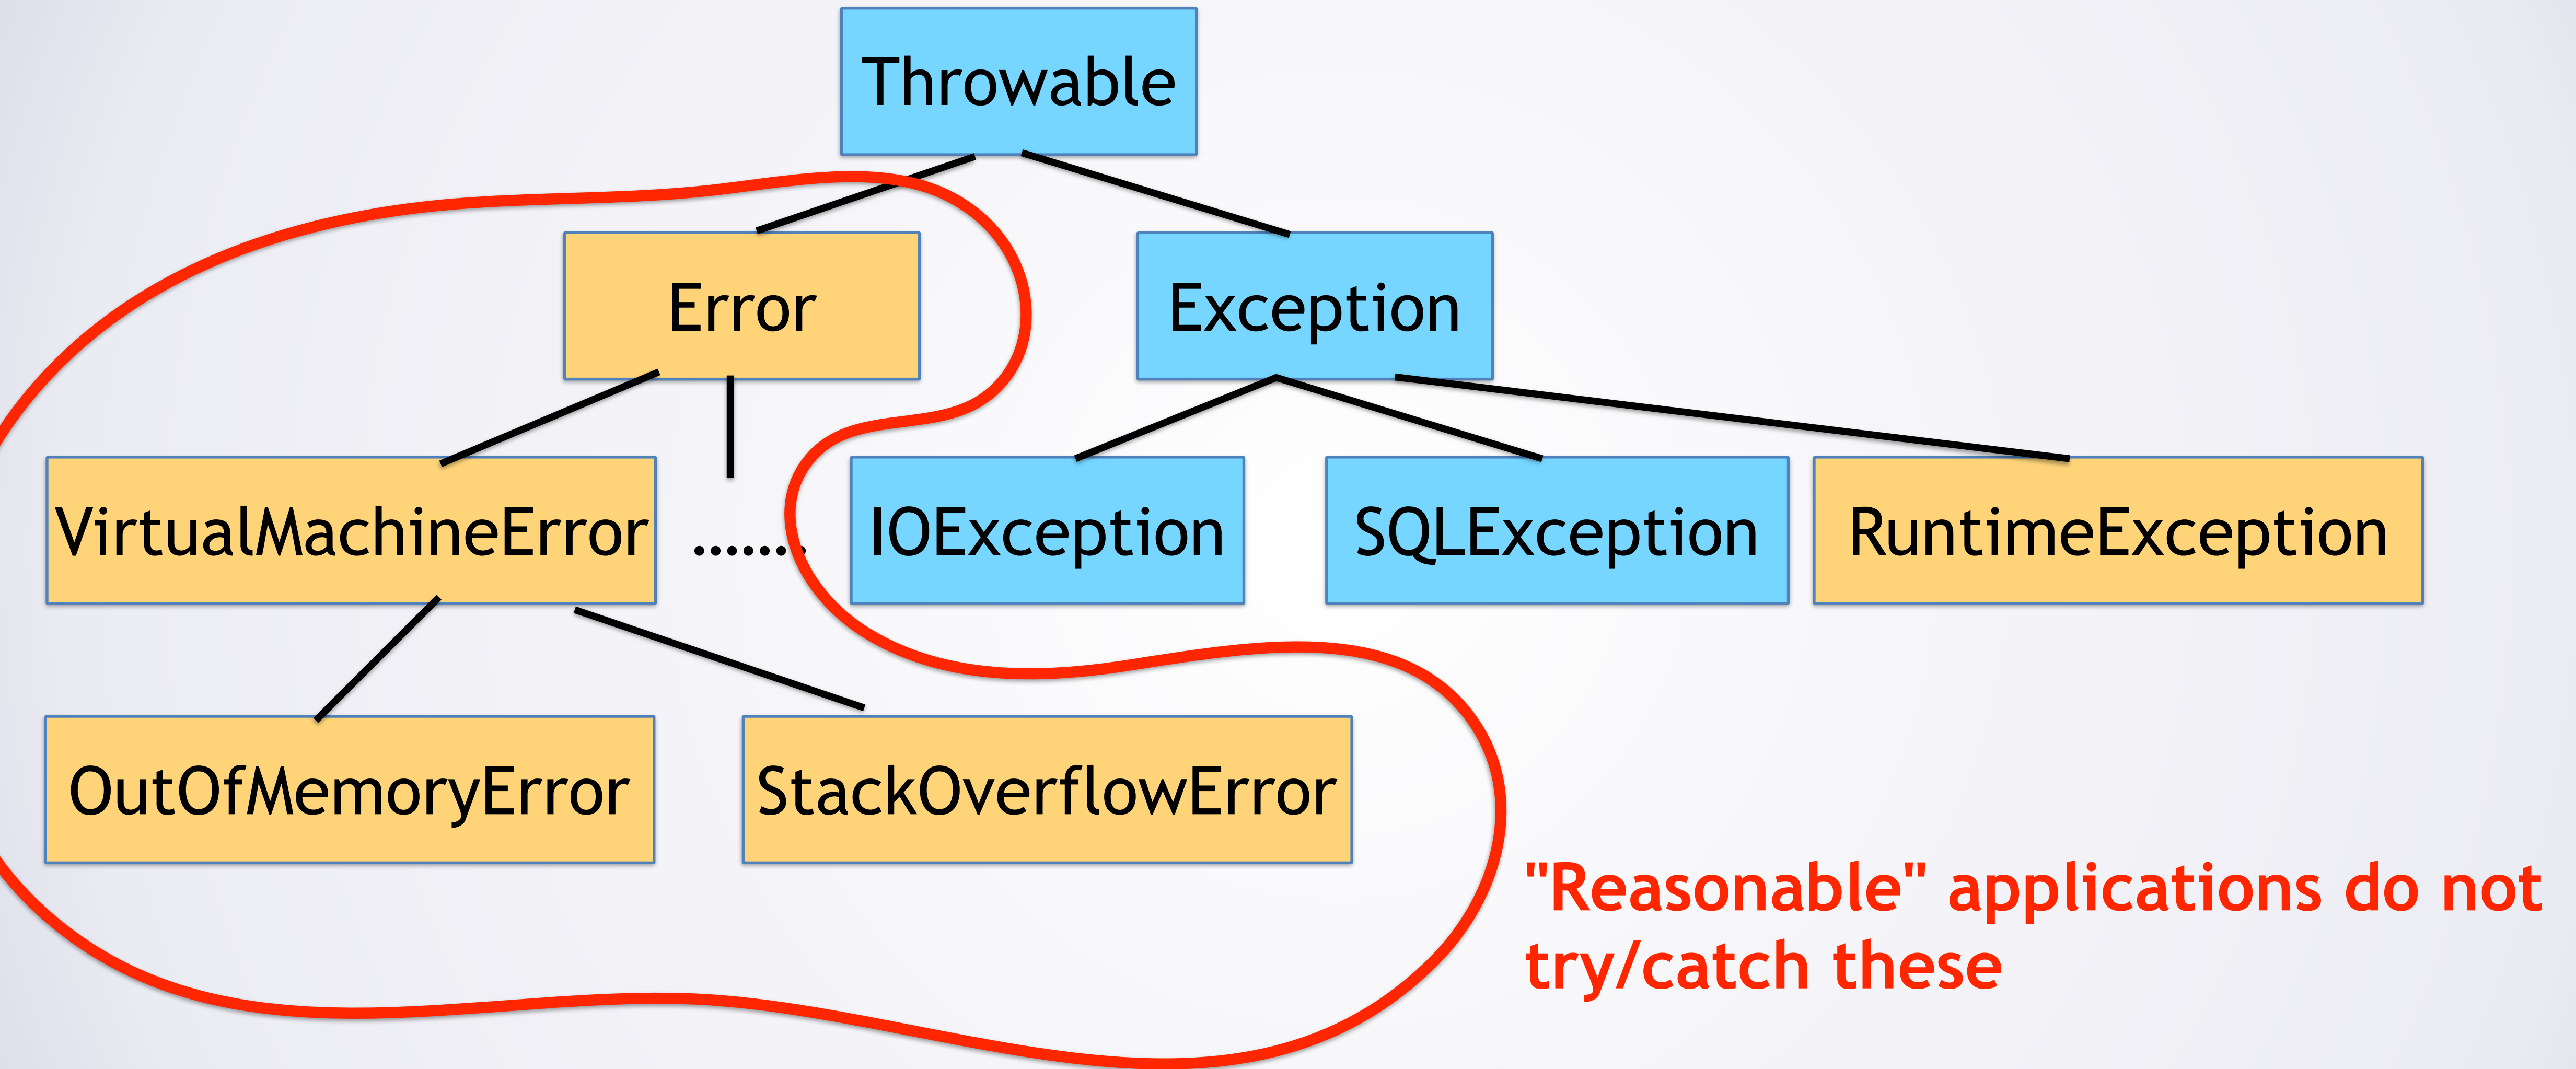 Throwable
Error
Exception
VirtualMachineError
.......
IOException
SQLException
RuntimeException
OutOfMemoryError
StackOverflowError
"Reasonable" applications do not
try/catch these